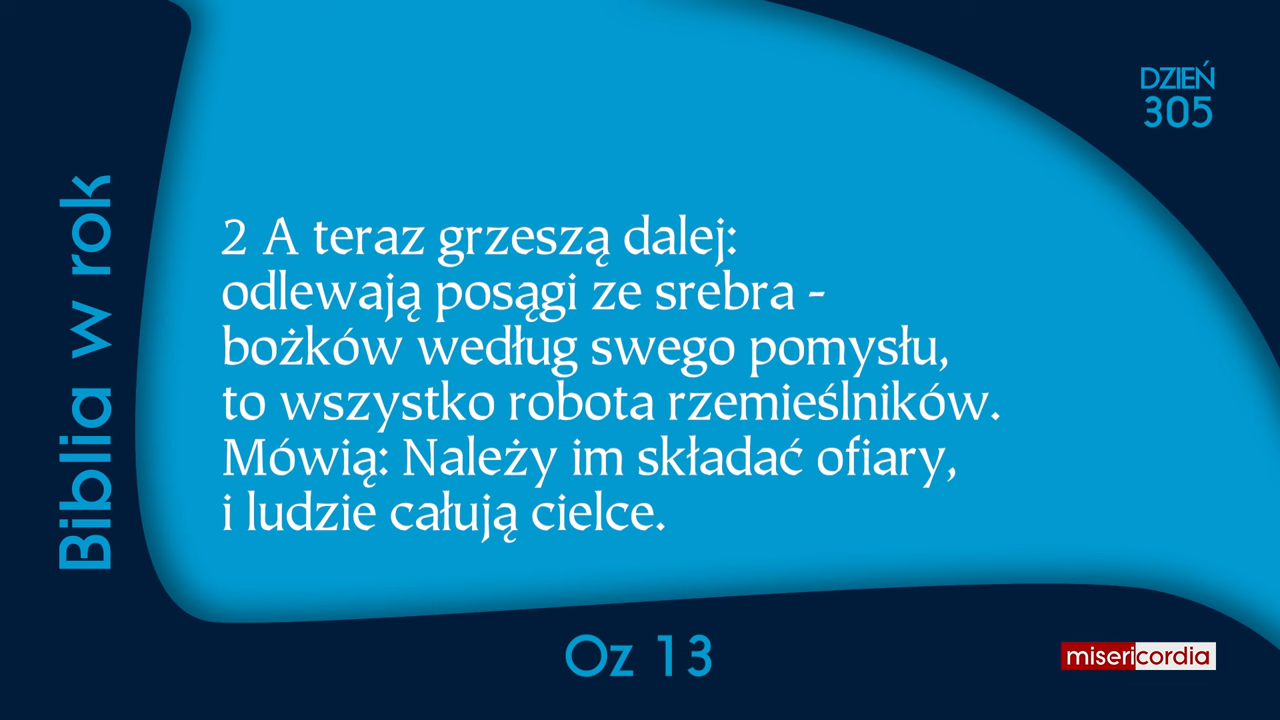 DZIEŃ
305
Biblia w rok
2 A teraz grzeszą dalej:
odlewają posągi ze srebra -
bożków według swego pomysłu,
to wszystko robota rzemieślników.
Mówią: Należy im składać ofiary,
i ludzie całują cielce.
Oz 13
misericordia